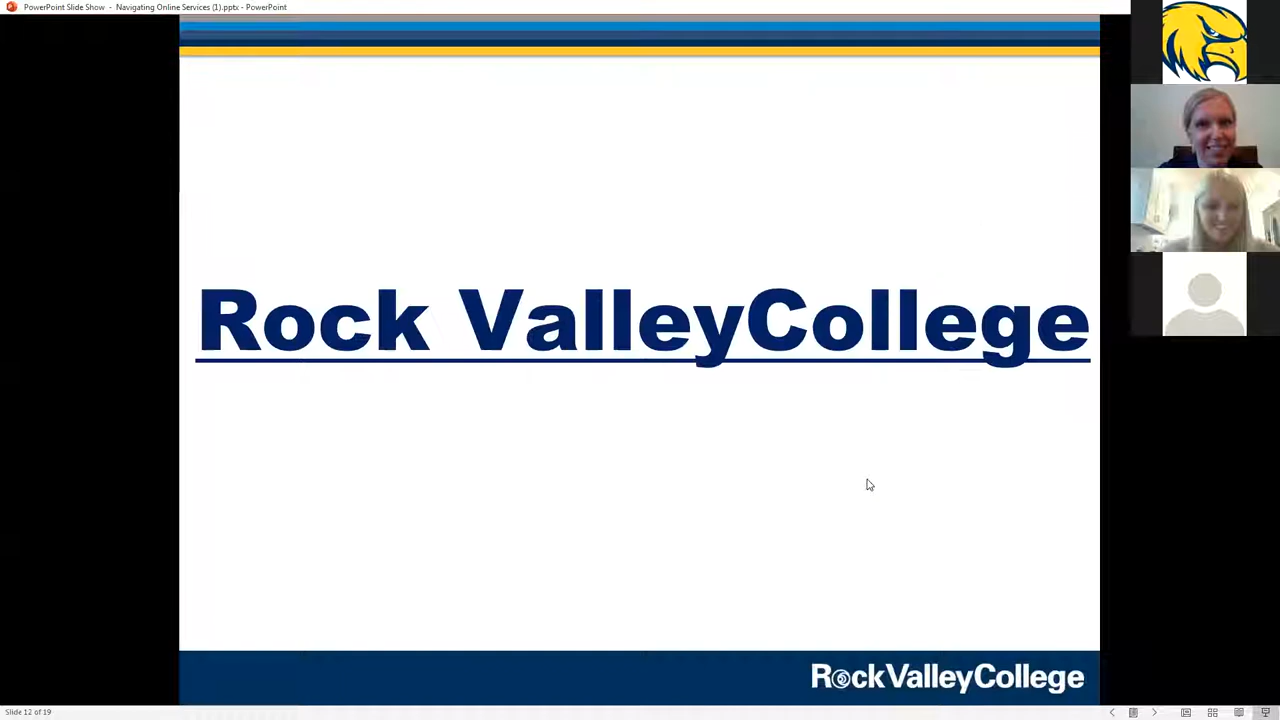 PowerPoint Slide Show - Navigating Online Services (1).pptx - PowerPoint
Rock ValleyCollege
RockValleyCollege
Slide 12 of 19